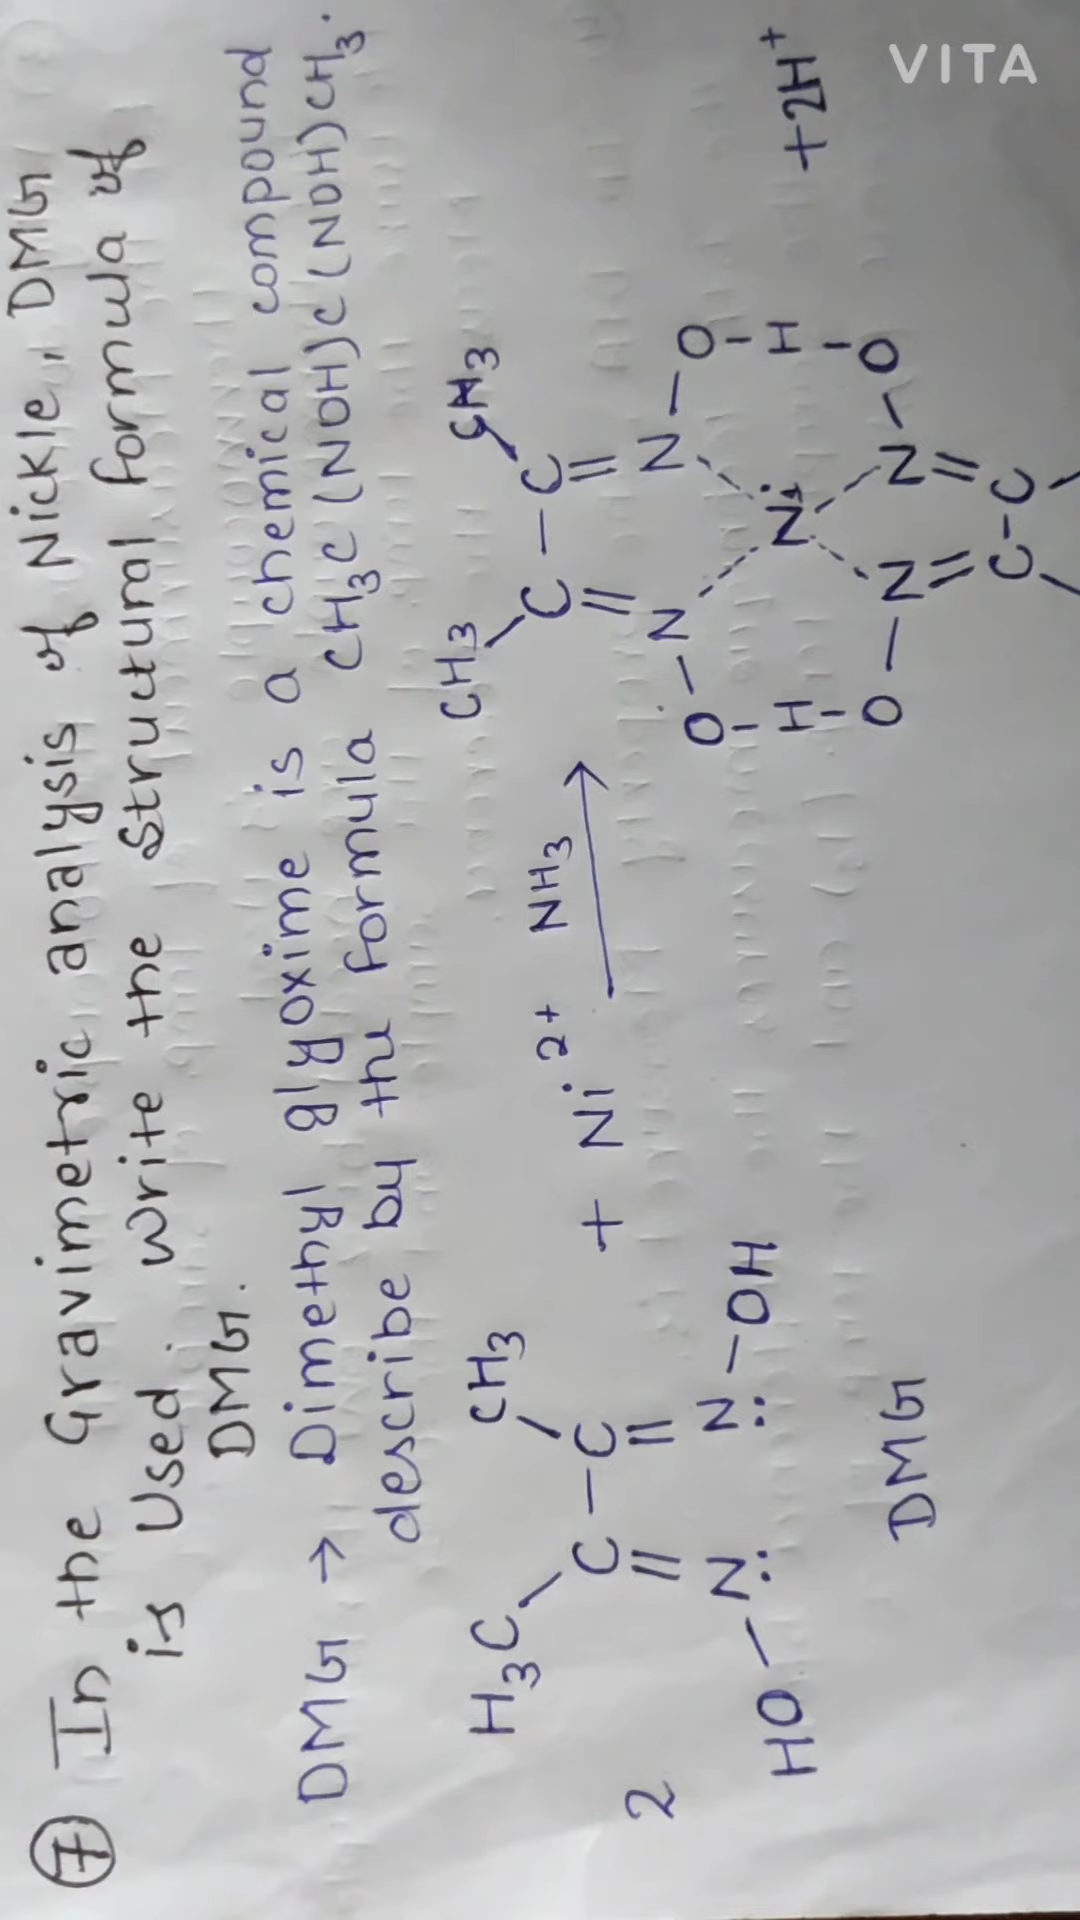 ⑦ In the Gravimetric analysis of Nickle, DMG
is Used. write the Structural formula of
DMG.
DMG → Dimethyl glyoxime is a chemical compound
describe by the formula CH3C(NOH)C(NOH)CH3.
H3C CH3
C - C
2 HO - N: N: - OH
+ Ni 2+ NH3
DMG
CH3 CH3
C - C
O - N N - O
H Ni H
O - N N - O
C - C
+2H+
VITA